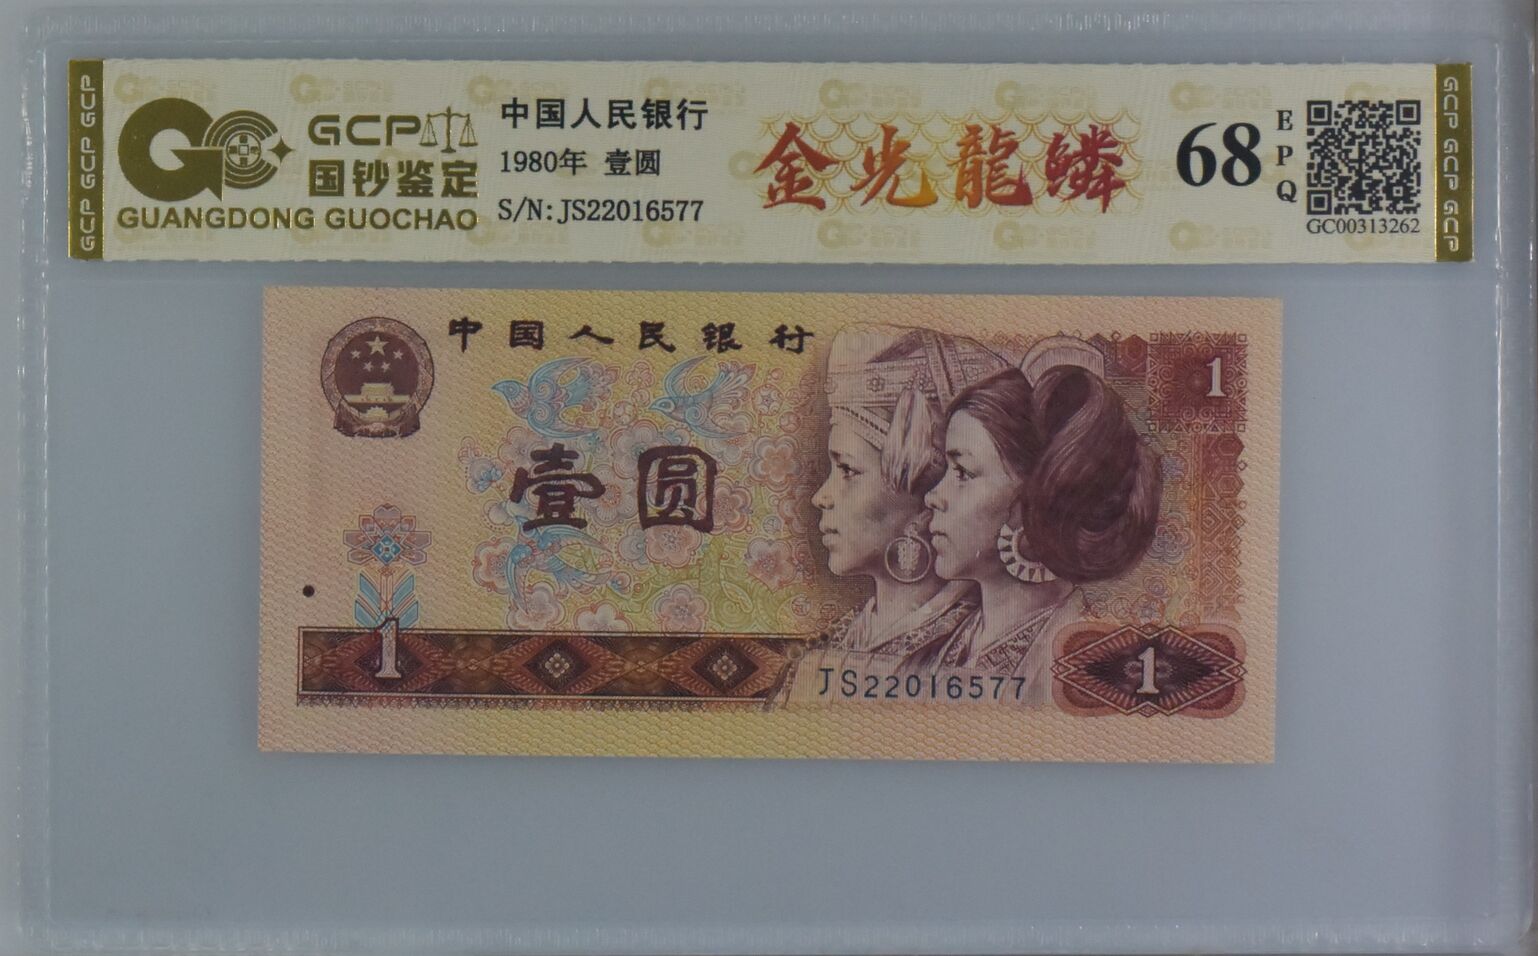 GCP GCP GCP
GCP
国钞鉴定
GUANGDONG GUOCHAO
中国人民银行
1980年 壹圆
S/N:JS22016577
金光龍鱗
68
EPQ
GC00313262
GCP GCP GCP
中国人民银行
1
壹圆
1
JS22016577
1